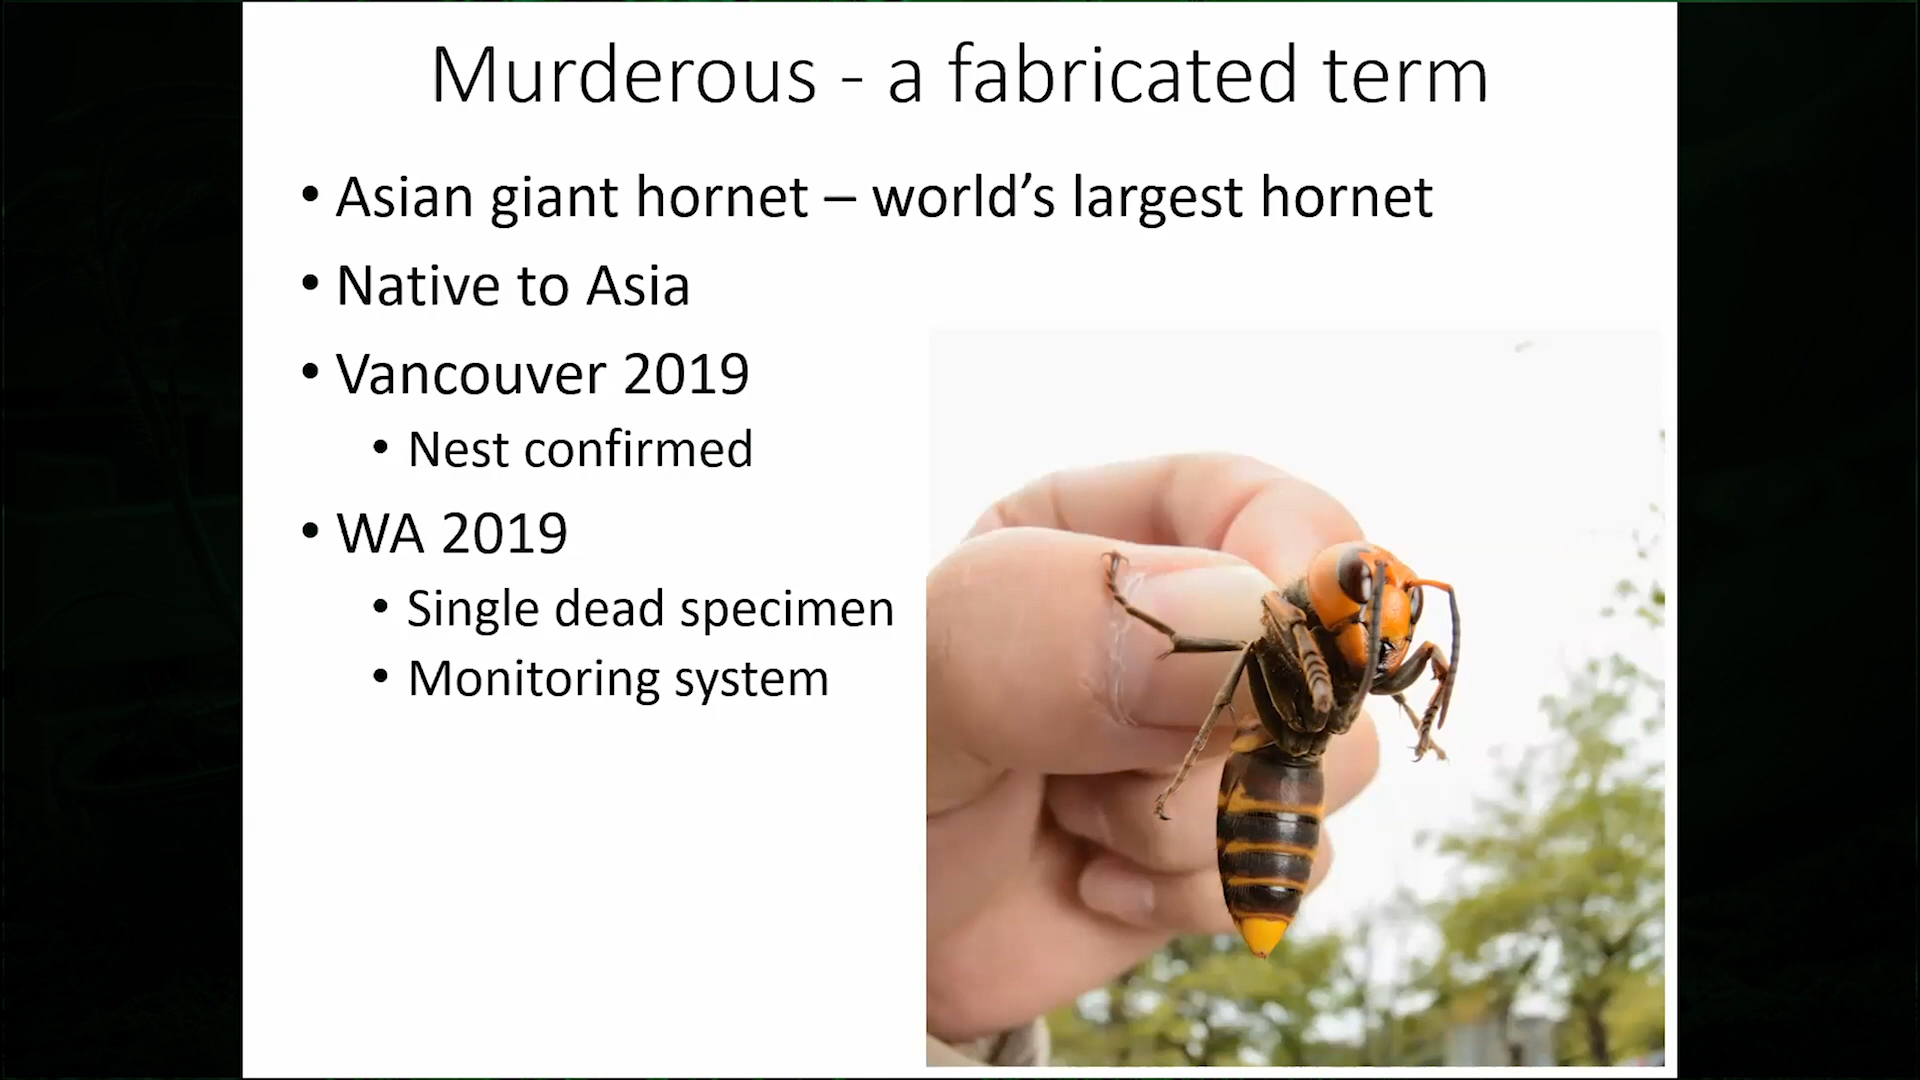 Murderous - a fabricated term
• Asian giant hornet – world’s largest hornet
• Native to Asia
• Vancouver 2019
• Nest confirmed
• WA 2019
• Single dead specimen
• Monitoring system